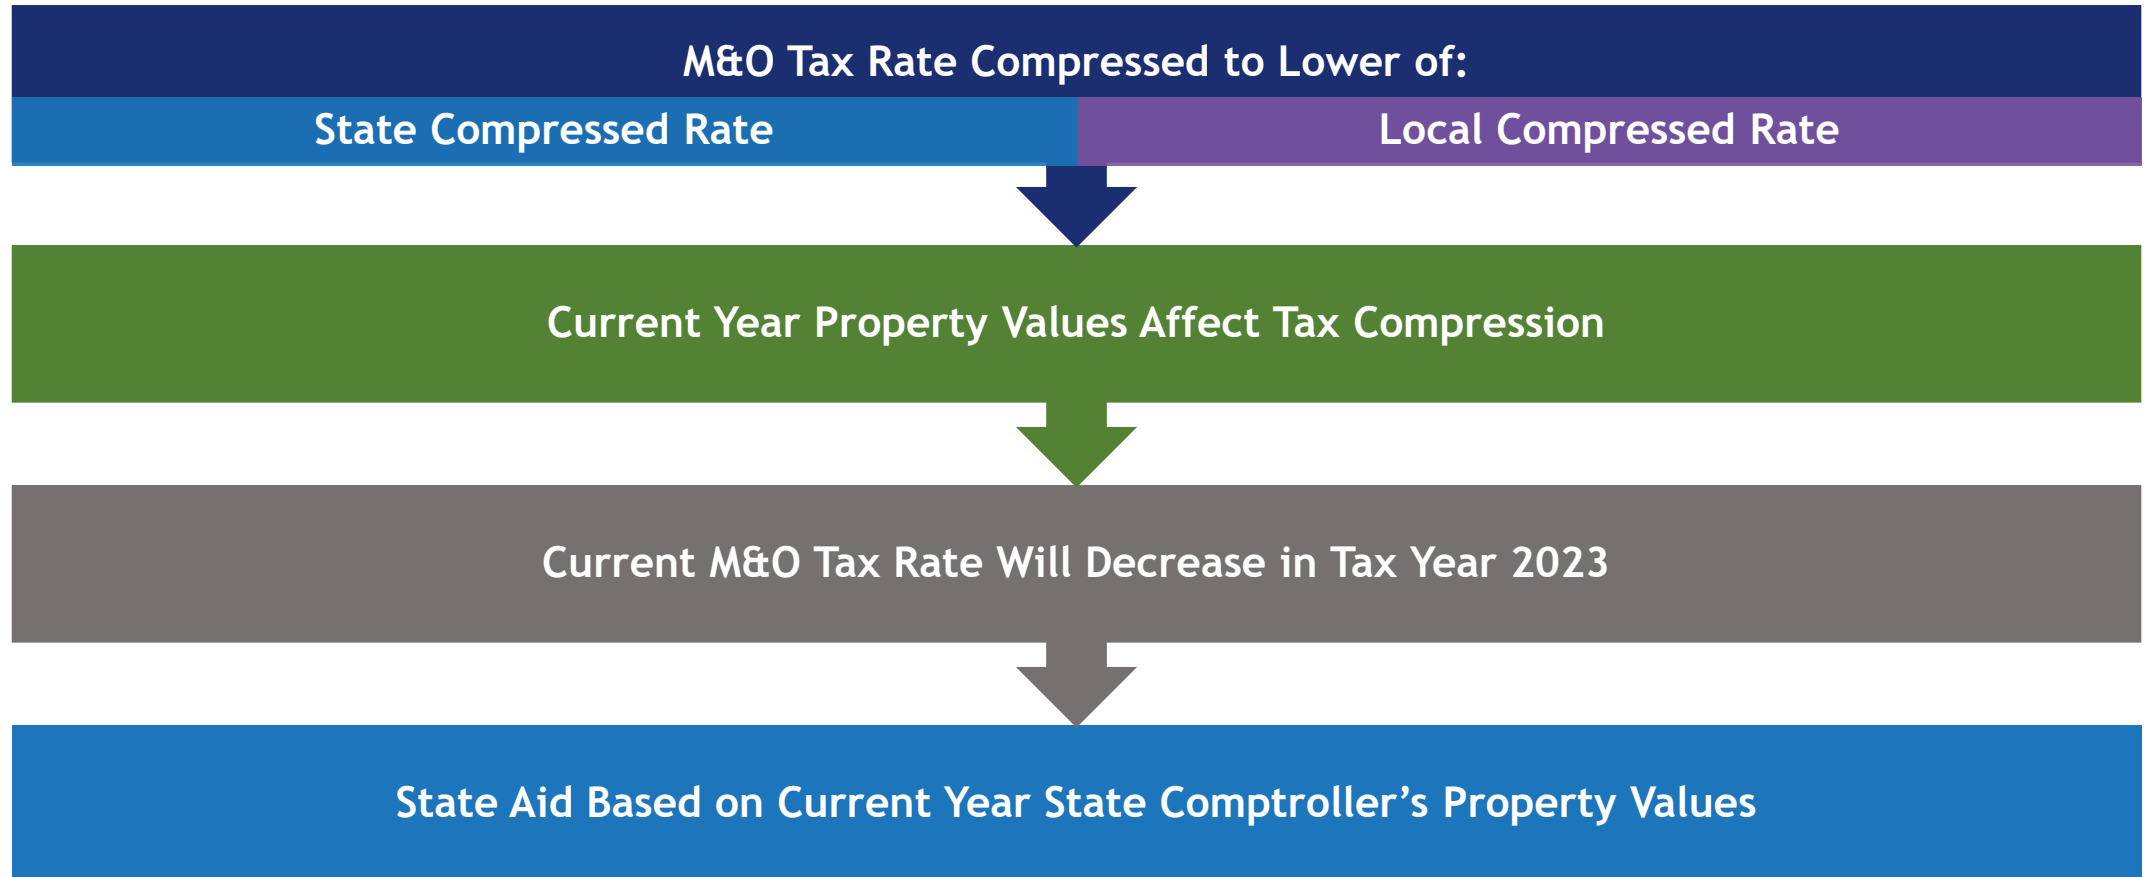 M&O Tax Rate Compressed to Lower of:
State Compressed Rate
Local Compressed Rate
Current Year Property Values Affect Tax Compression
Current M&O Tax Rate Will Decrease in Tax Year 2023
State Aid Based on Current Year State Comptroller’s Property Values